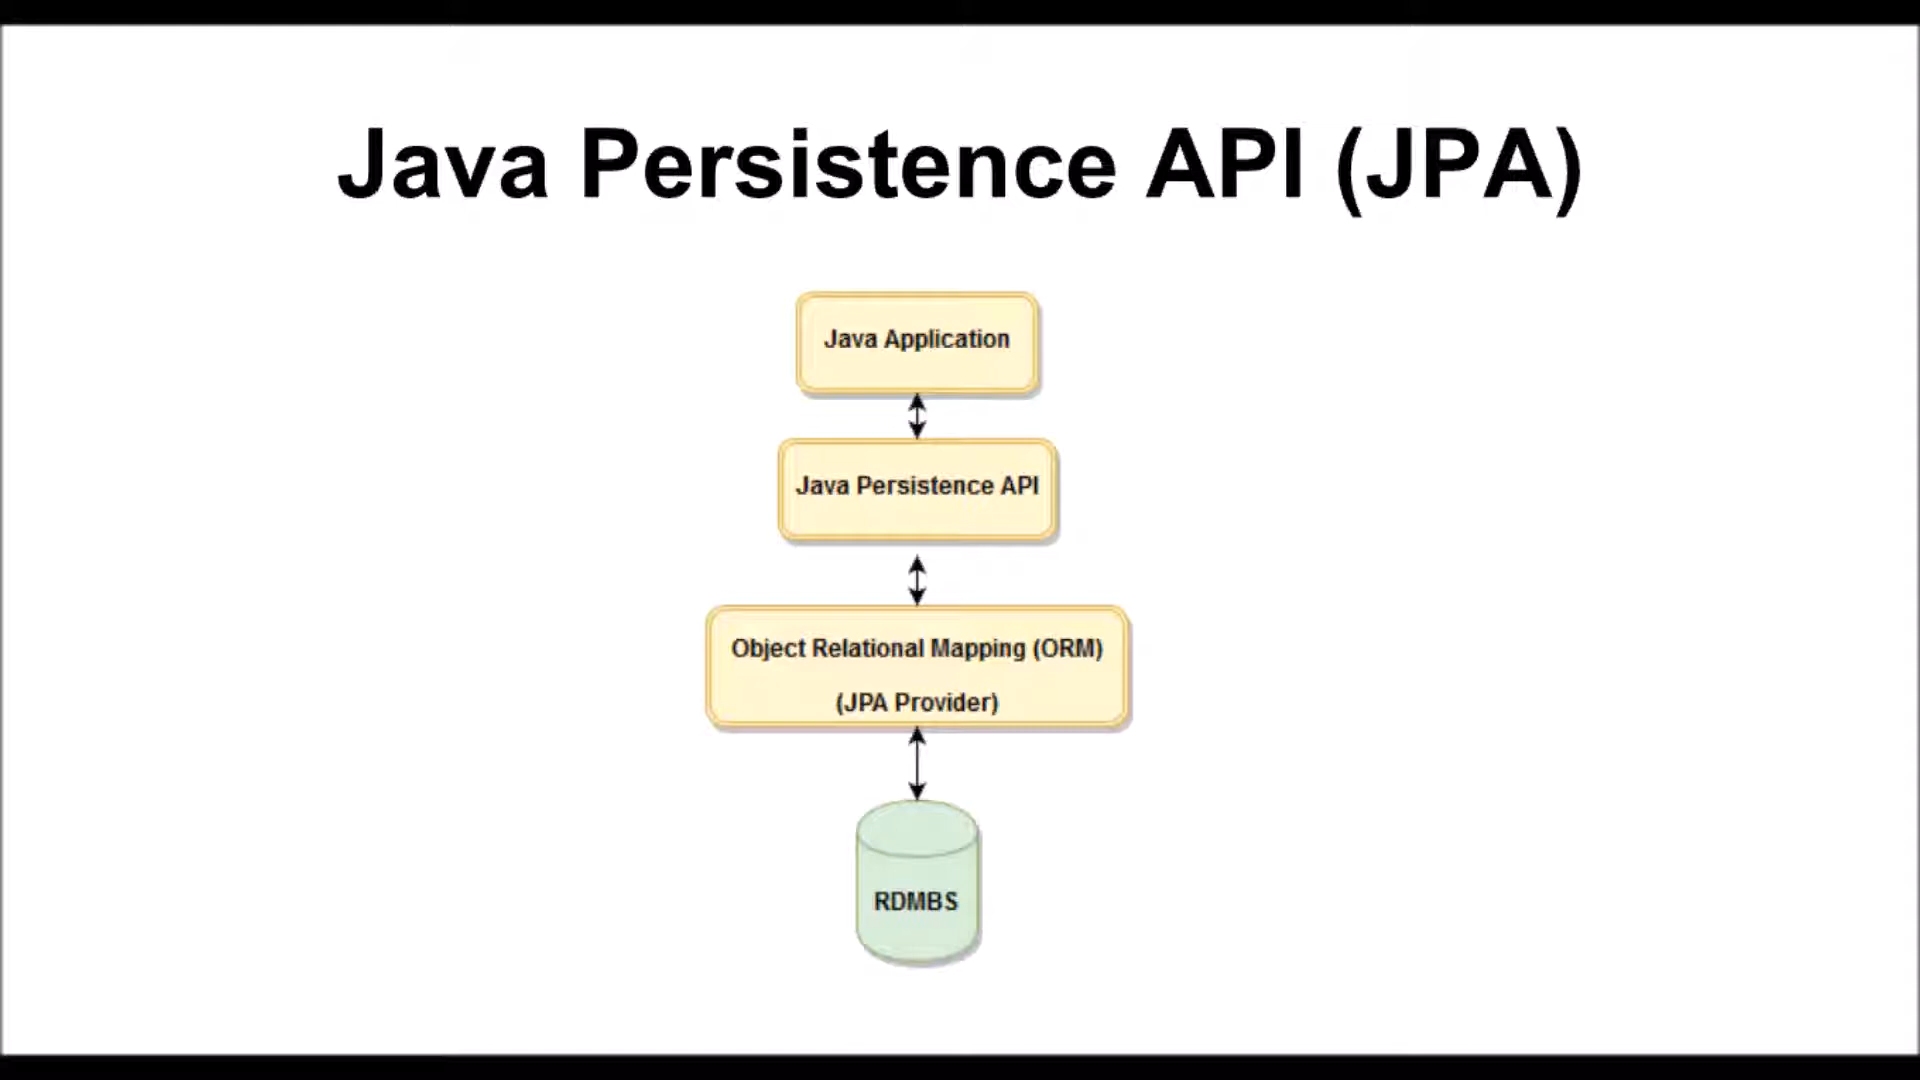 Java Persistence API (JPA)
Java Application
Java Persistence API
Object Relational Mapping (ORM)
(JPA Provider)
RDMBS